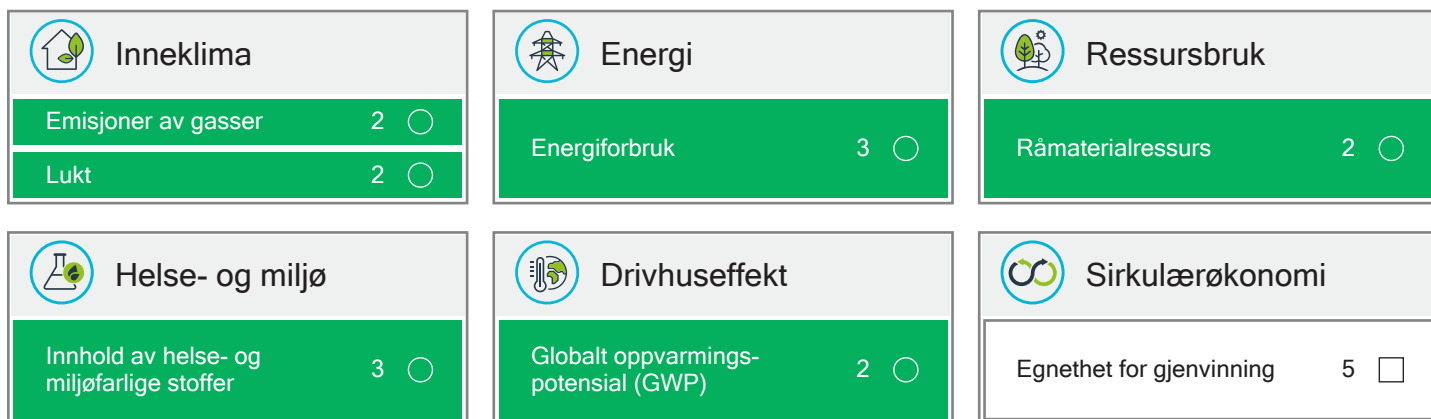 Inneklima
Emisjoner av gasser 2
Lukt 2
Energi
Energiforbruk 3
Ressursbruk
Råmaterialressurs 2
Helse- og miljø
Innhold av helse- og
miljøfarlige stoffer 3
Drivhuseffekt
Globalt oppvarmings-
potensial (GWP) 2
Sirkulærøkonomi
Egnethet for gjenvinning 5